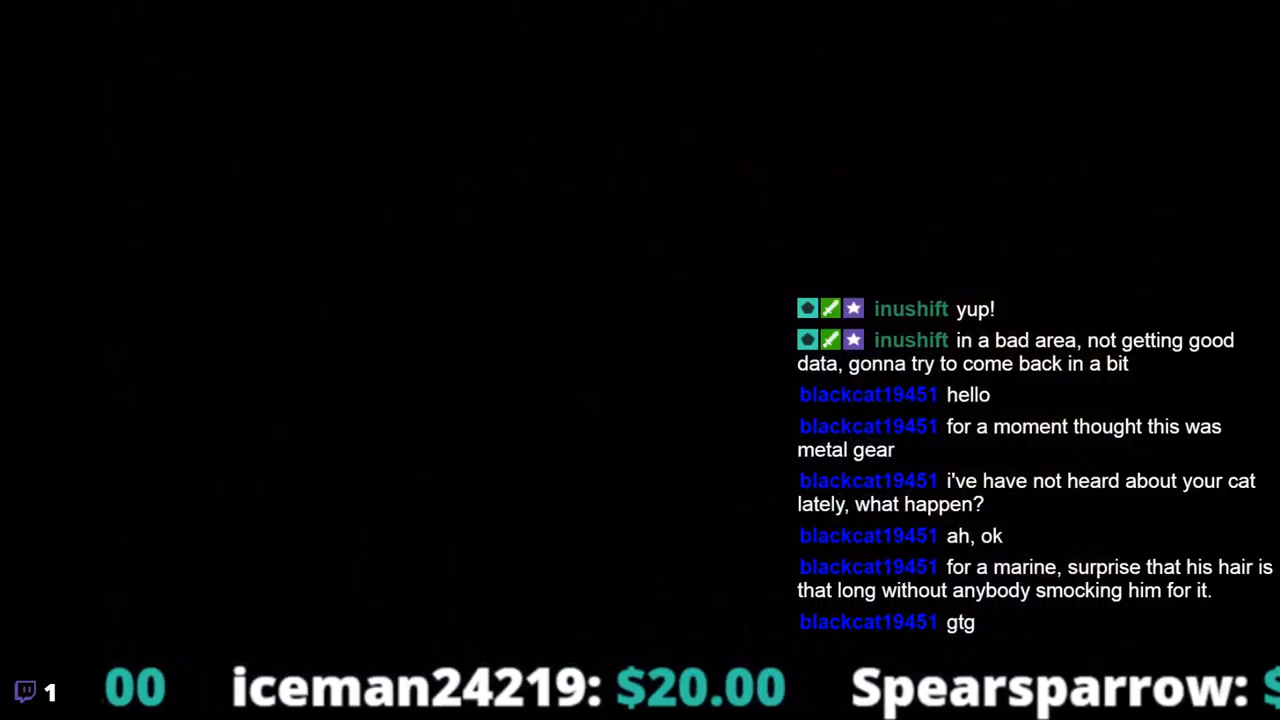 inushift yup!
inushift in a bad area, not getting good
data, gonna try to come back in a bit
blackcat19451 hello
blackcat19451 for a moment thought this was
metal gear
blackcat19451 i've have not heard about your cat
lately, what happen?
blackcat19451 ah, ok
blackcat19451 for a marine, surprise that his hair is
that long without anybody smocking him for it.
blackcat19451 gtg
1 00 iceman24219: $20.00 Spearsparrow: $